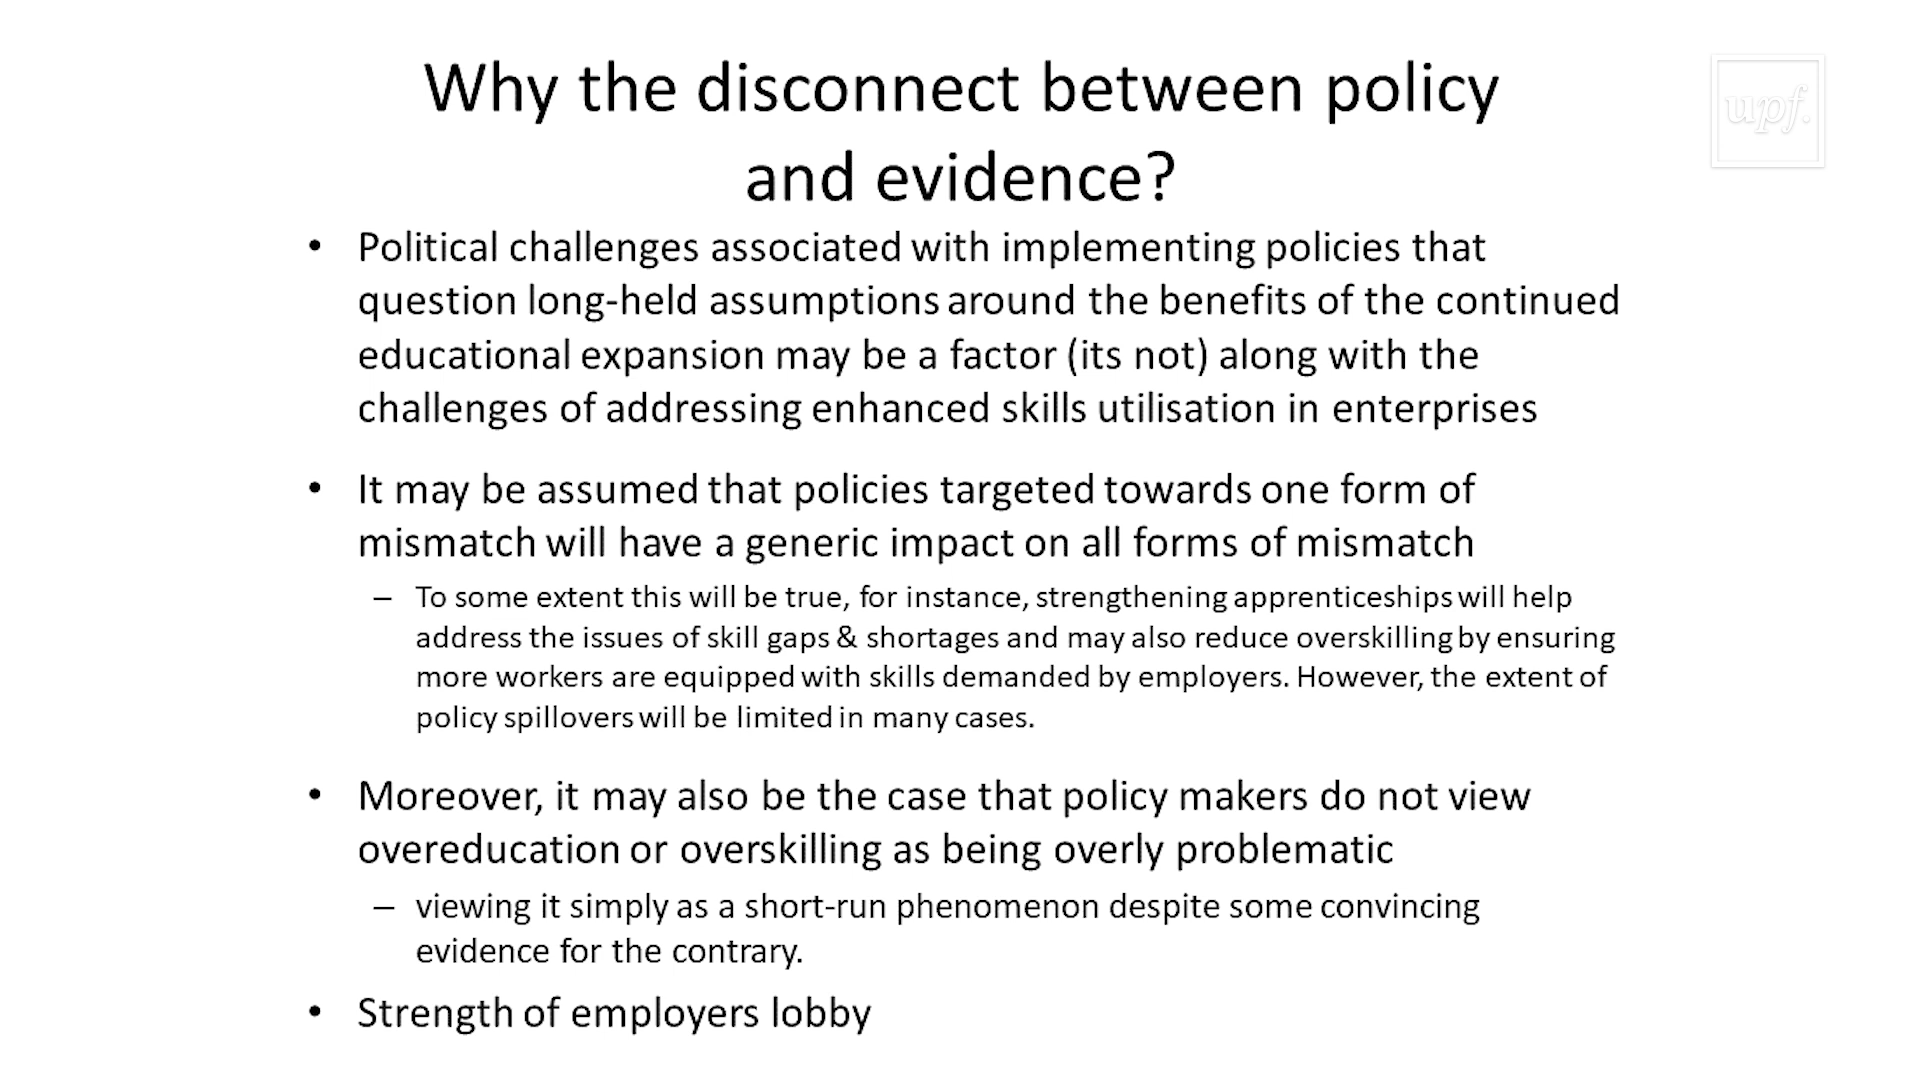 Why the disconnect between policy
and evidence?
upf.
• Political challenges associated with implementing policies that
question long-held assumptions around the benefits of the continued
educational expansion may be a factor (its not) along with the
challenges of addressing enhanced skills utilisation in enterprises
• It may be assumed that policies targeted towards one form of
mismatch will have a generic impact on all forms of mismatch
– To some extent this will be true, for instance, strengthening apprenticeships will help
address the issues of skill gaps & shortages and may also reduce overskilling by ensuring
more workers are equipped with skills demanded by employers. However, the extent of
policy spillovers will be limited in many cases.
• Moreover, it may also be the case that policy makers do not view
overeducation or overskilling as being overly problematic
– viewing it simply as a short-run phenomenon despite some convincing
evidence for the contrary.
• Strength of employers lobby